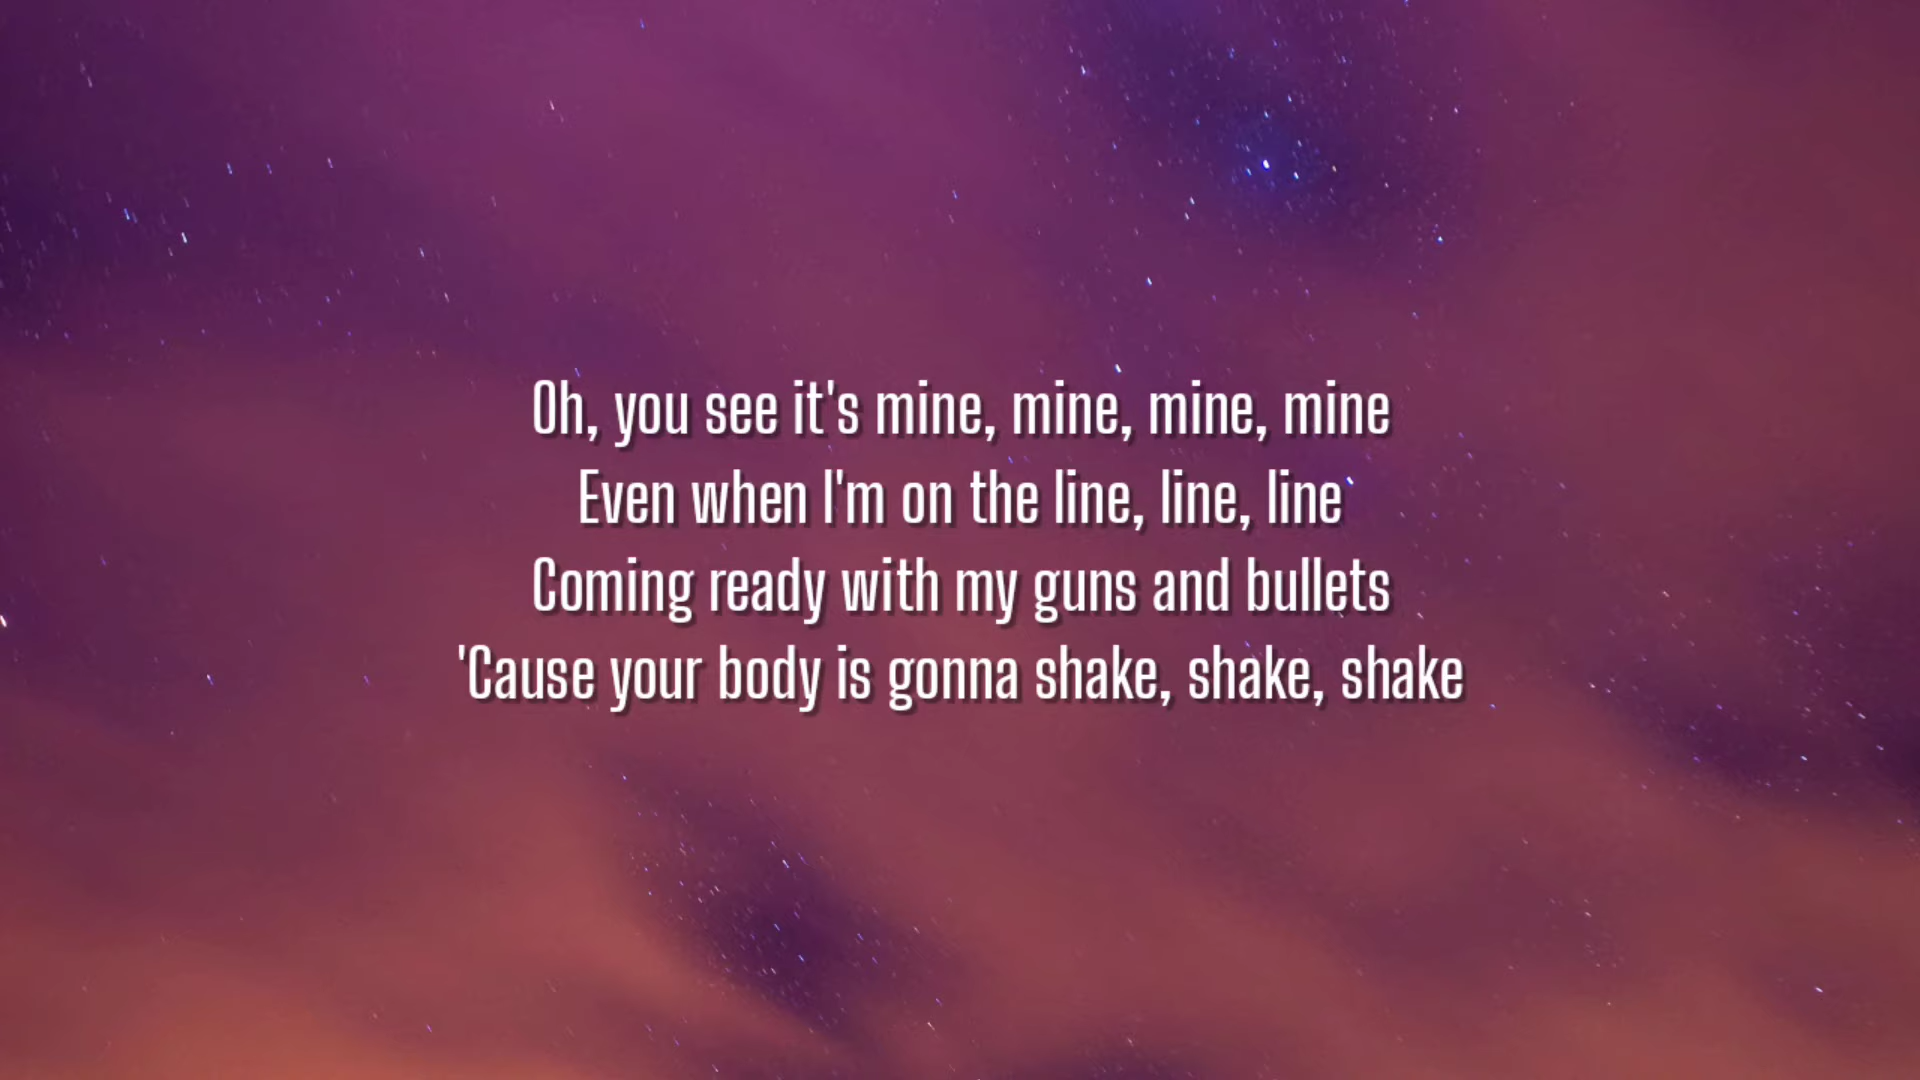 Oh, you see it's mine, mine, mine, mine
Even when I'm on the line, line, line
Coming ready with my guns and bullets
'Cause your body is gonna shake, shake, shake